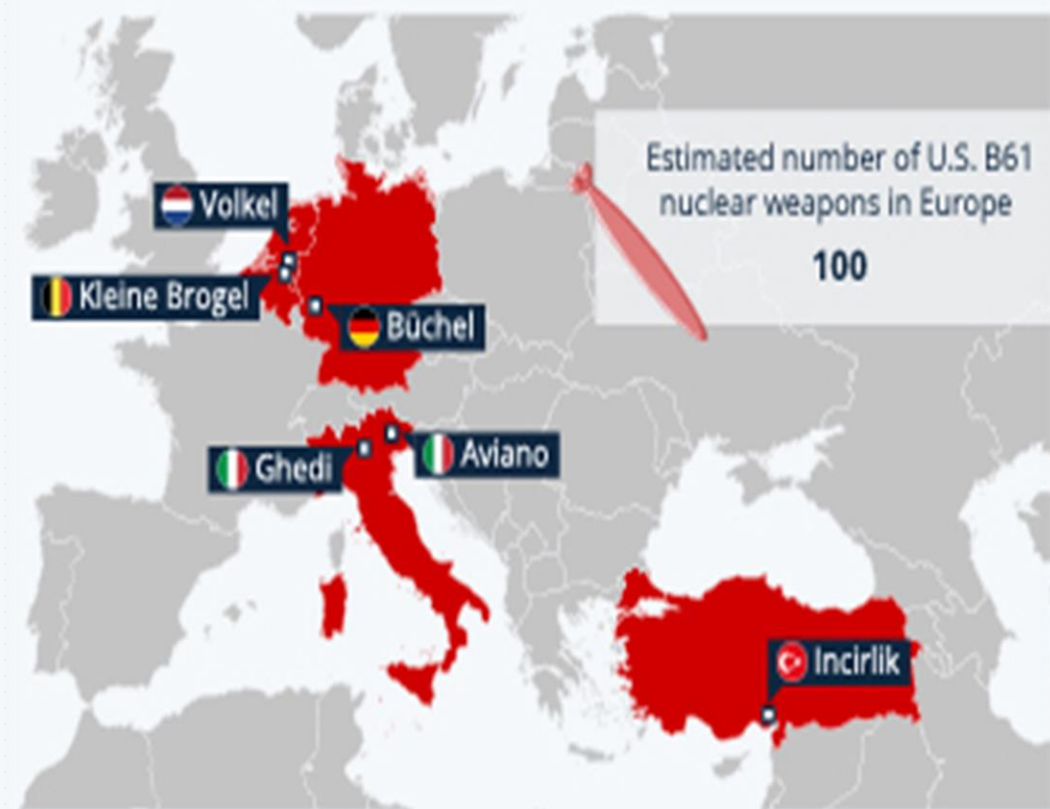 Estimated number of U.S. B61
nuclear weapons in Europe
100
Volkel
Kleine Brogel
Büchel
Ghedi
Aviano
Incirlik